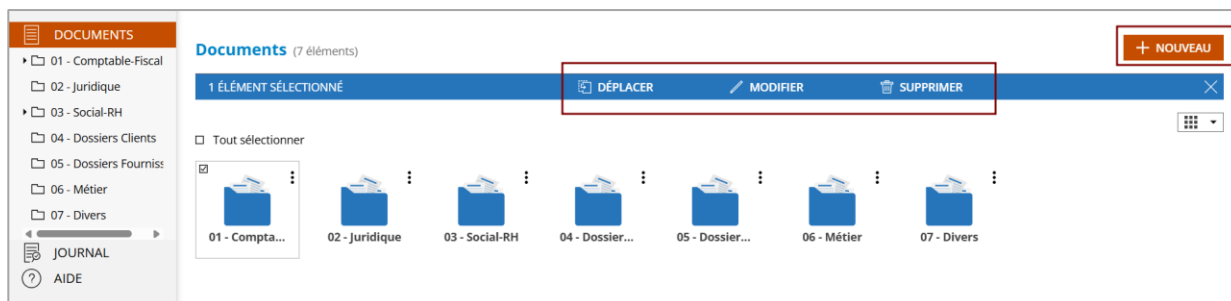 DOCUMENTS
01 - Comptable-Fiscal
02 - Juridique
03 - Social-RH
04 - Dossiers Clients
05 - Dossiers Fourniss
06 - Métier
07 - Divers
JOURNAL
? AIDE
Documents (7 éléments)
+ NOUVEAU
1 ÉLÉMENT SÉLECTIONNÉ DÉPLACER MODIFIER SUPPRIMER
Tout sélectionner
01 - Compta... 02 - Juridique 03 - Social-RH 04 - Dossier... 05 - Dossier... 06 - Métier 07 - Divers